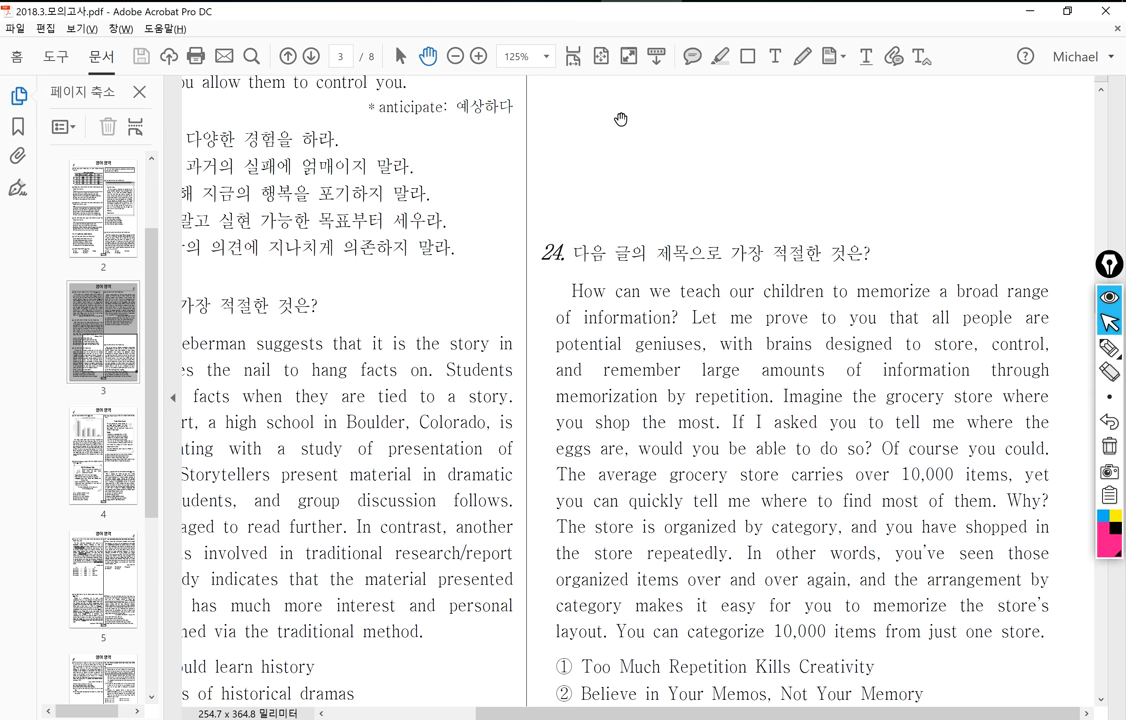 2018.3.모의고사.pdf - Adobe Acrobat Pro DC
파일 편집 보기(V) 창(W) 도움말(H)
홈 도구 문서 3 / 8 125% Michael
페이지 축소
2
3
4
5
ou allow them to control you.
* anticipate: 예상하다
다양한 경험을 하라.
과거의 실패에 얽매이지 말라.
해 지금의 행복을 포기하지 말라.
말고 실현 가능한 목표부터 세우라.
의 의견에 지나치게 의존하지 말라.
가장 적절한 것은?
eberman suggests that it is the story in
es the nail to hang facts on. Students
facts when they are tied to a story.
rt, a high school in Boulder, Colorado, is
nting with a study of presentation of
Storytellers present material in dramatic
udents, and group discussion follows.
aged to read further. In contrast, another
s involved in traditional research/report
dy indicates that the material presented
has much more interest and personal
ned via the traditional method.
ould learn history
s of historical dramas
24. 다음 글의 제목으로 가장 적절한 것은?
How can we teach our children to memorize a broad range
of information? Let me prove to you that all people are
potential geniuses, with brains designed to store, control,
and remember large amounts of information through
memorization by repetition. Imagine the grocery store where
you shop the most. If I asked you to tell me where the
eggs are, would you be able to do so? Of course you could.
The average grocery store carries over 10,000 items, yet
you can quickly tell me where to find most of them. Why?
The store is organized by category, and you have shopped in
the store repeatedly. In other words, you've seen those
organized items over and over again, and the arrangement by
category makes it easy for you to memorize the store's
layout. You can categorize 10,000 items from just one store.
① Too Much Repetition Kills Creativity
② Believe in Your Memos, Not Your Memory
254.7 x 364.8 밀리미터